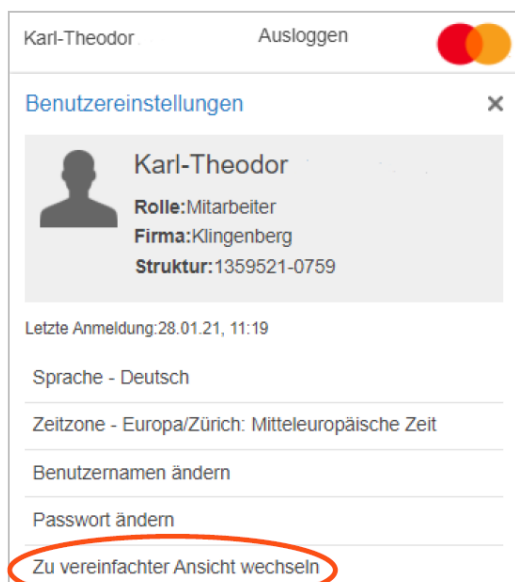 Karl-Theodor Ausloggen
Benutzereinstellungen ×
Karl-Theodor
Rolle:Mitarbeiter
Firma:Klingenberg
Struktur:1359521-0759
Letzte Anmeldung:28.01.21, 11:19
Sprache - Deutsch
Zeitzone - Europa/Zürich: Mitteleuropäische Zeit
Benutzernamen ändern
Passwort ändern
Zu vereinfachter Ansicht wechseln